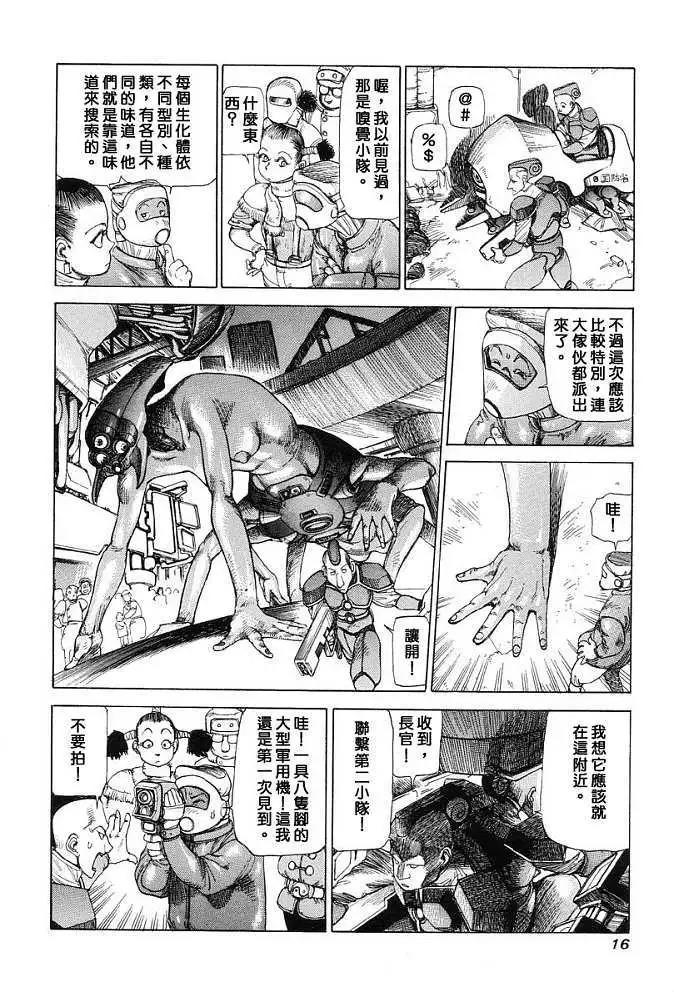 @
#
%
$
喔，我以前見過，
那是嗅覺小隊。
什麼東
西？
每個生化體依
不同型別、種
類，有各自不
同的味道，他
們就是靠這味
道來搜索的。
不過這次應該
比較特別，連
大傢伙都派出
來了。
哇！
讓開！
我想它應該就
在這附近。
收到，
長官！
聯繫第二小隊！
哇！一具八隻腳的
大型軍用機！這我
還是第一次見到。
不要拍！
16